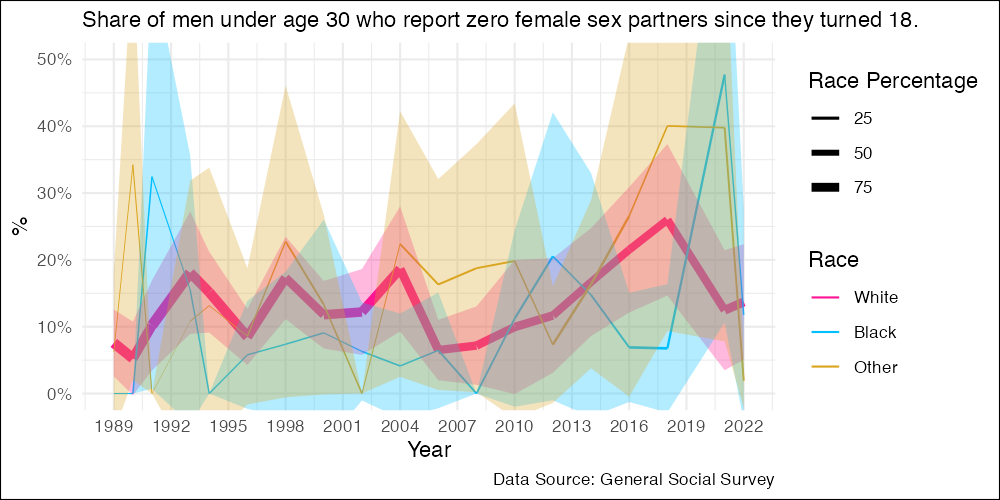 Share of men under age 30 who report zero female sex partners since they turned 18.
50%
40%
30%
20%
10%
0%
%
1989 1992 1995 1998 2001 2004 2007 2010 2013 2016 2019 2022
Year
Data Source: General Social Survey
Race Percentage
25
50
75
Race
White
Black
Other